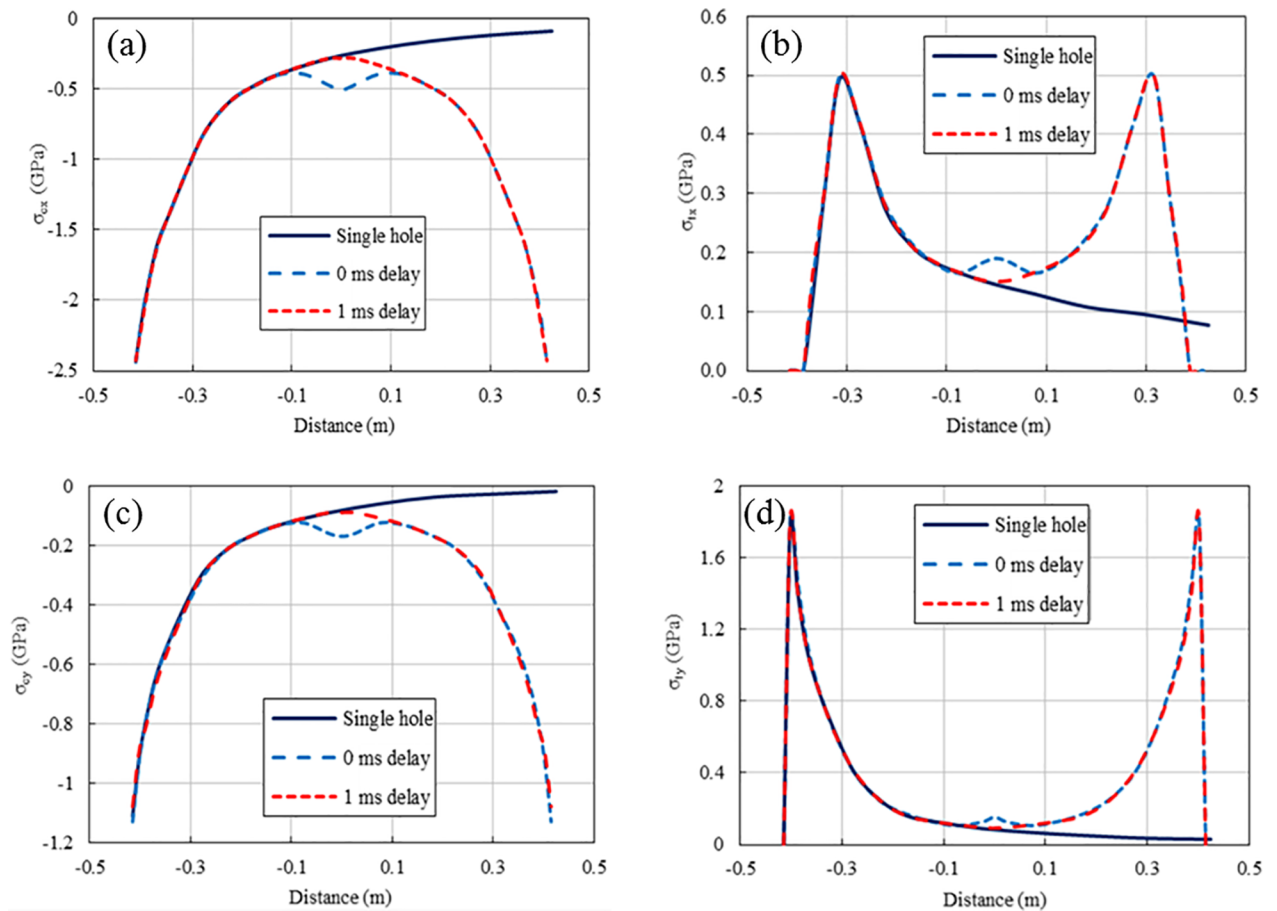 (a)
0
-0.5
-1
-1.5
-2
-2.5
σcx (GPa)
Single hole
0 ms delay
1 ms delay
-0.5 -0.3 -0.1 0.1 0.3 0.5
Distance (m)
(b)
0.6
0.5
0.4
0.3
0.2
0.1
0.0
σtx (GPa)
Single hole
0 ms delay
1 ms delay
-0.5 -0.3 -0.1 0.1 0.3 0.5
Distance (m)
(c)
0
-0.2
-0.4
-0.6
-0.8
-1
-1.2
σcy (GPa)
Single hole
0 ms delay
1 ms delay
-0.5 -0.3 -0.1 0.1 0.3 0.5
Distance (m)
(d)
2
1.6
1.2
0.8
0.4
0
σty (GPa)
Single hole
0 ms delay
1 ms delay
-0.5 -0.3 -0.1 0.1 0.3 0.5
Distance (m)